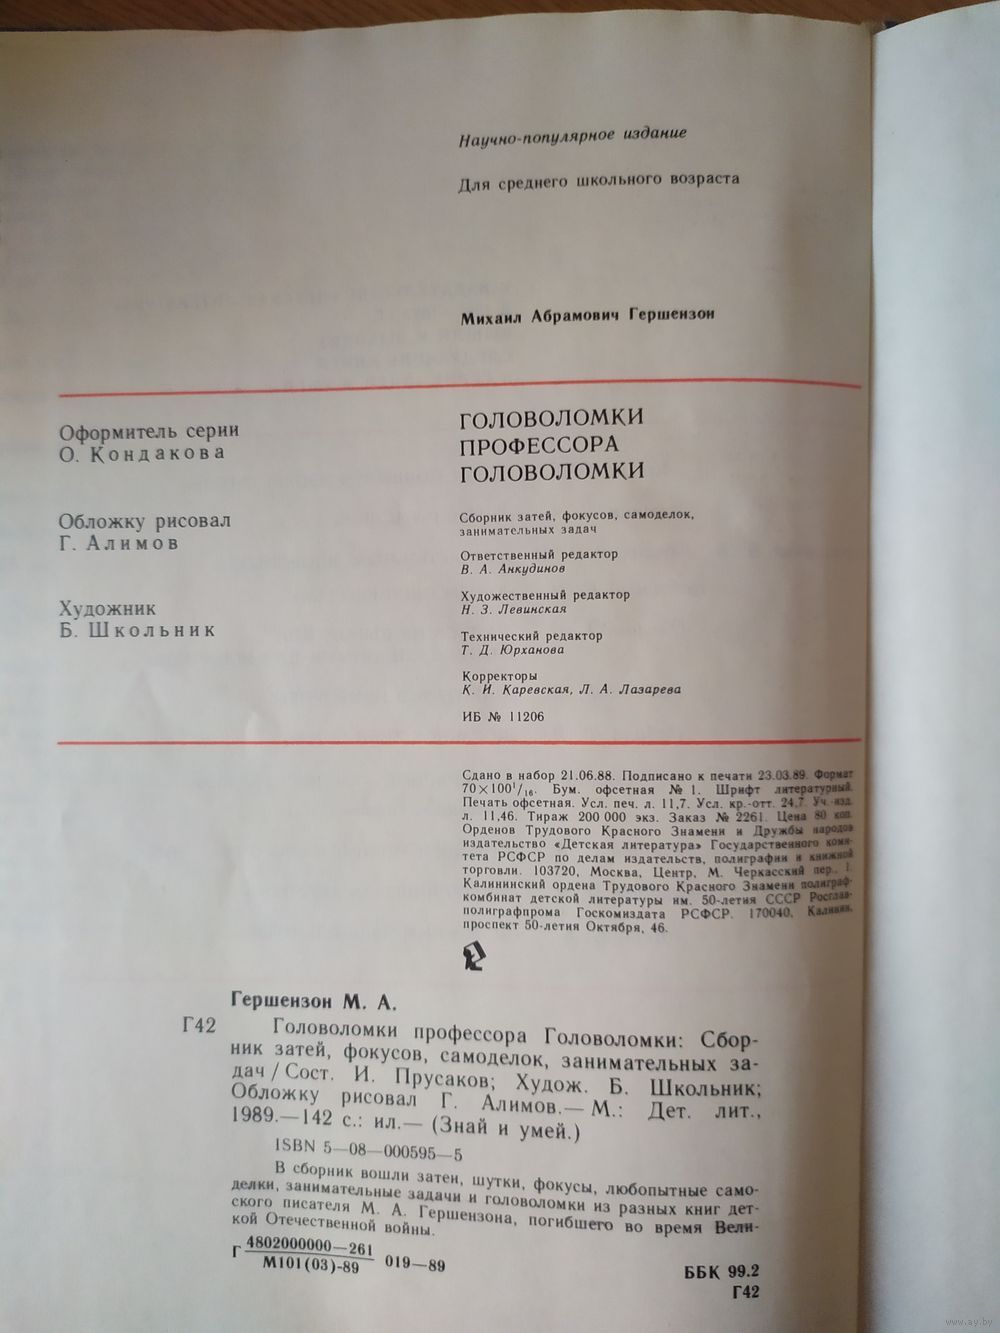 Научно-популярное издание
Для среднего школьного возраста
Михаил Абрамович Гершензон
Оформитель серии
О. Кондакова
Обложку рисовал
Г. Алимов
Художник
Б. Школьник
ГОЛОВОЛОМКИ
ПРОФЕССОРА
ГОЛОВОЛОМКИ
Сборник затей, фокусов, самоделок,
занимательных задач
Ответственный редактор
В. А. Анкудинов
Художественный редактор
Н. З. Левинская
Технический редактор
Т. Д. Юрханова
Корректоры
К. И. Каревская, Л. А. Лазарева
ИБ № 11206
Сдано в набор 21.06.88. Подписано к печати 23.03.89. Формат
70×100¹/₁₆. Бум. офсетная № 1. Шрифт литературный.
Печать офсетная. Усл. печ. л. 11,7. Усл. кр.-отт. 24,7. Уч.-изд.
л. 11,46. Тираж 200 000 экз. Заказ № 2261. Цена 80 коп.
Орденов Трудового Красного Знамени и Дружбы народов
издательство «Детская литература» Государственного коми-
тета РСФСР по делам издательств, полиграфии и книжной
торговли. 103720, Москва, Центр, М. Черкасский пер., 1.
Калининский ордена Трудового Красного Знамени полиграф-
комбинат детской литературы им. 50-летия СССР Росглав-
полиграфпрома Госкомиздата РСФСР. 170040, Калинин,
проспект 50-летия Октября, 46.
Гершензон М. А.
Г42 Головоломки профессора Головоломки: Сбор-
ник затей, фокусов, самоделок, занимательных за-
дач / Сост. И. Прусаков; Худож. Б. Школьник;
Обложку рисовал Г. Алимов.— М.: Дет. лит.,
1989.—142 с.: ил.— (Знай и умей.)
ISBN 5—08—000595—5
В сборник вошли затеи, шутки, фокусы, любопытные само-
делки, занимательные задачи и головоломки из разных книг дет-
ского писателя М. А. Гершензона, погибшего во время Вели-
кой Отечественной войны.
Г 4802000000—261
М101(03)-89 019—89
ББК 99.2
Г42
www.ay.by